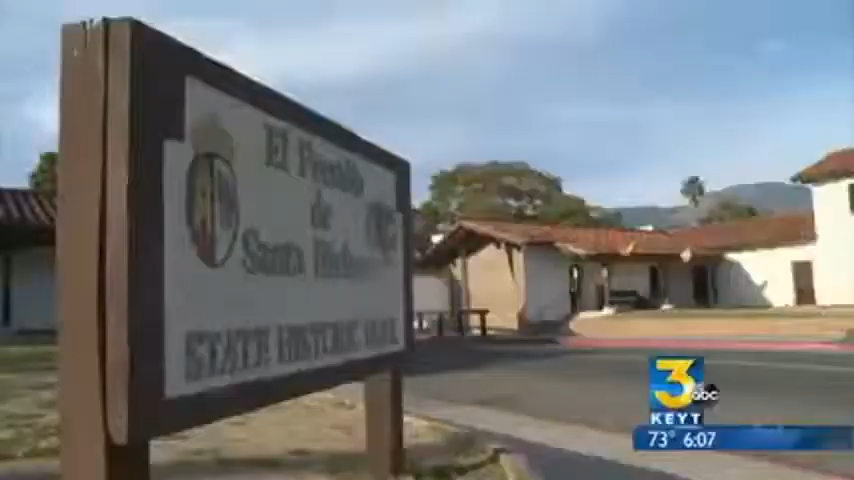 El Presidio
de
Santa Barbara
STATE HISTORIC PARK
3
abc
KEYT
73° 6:07